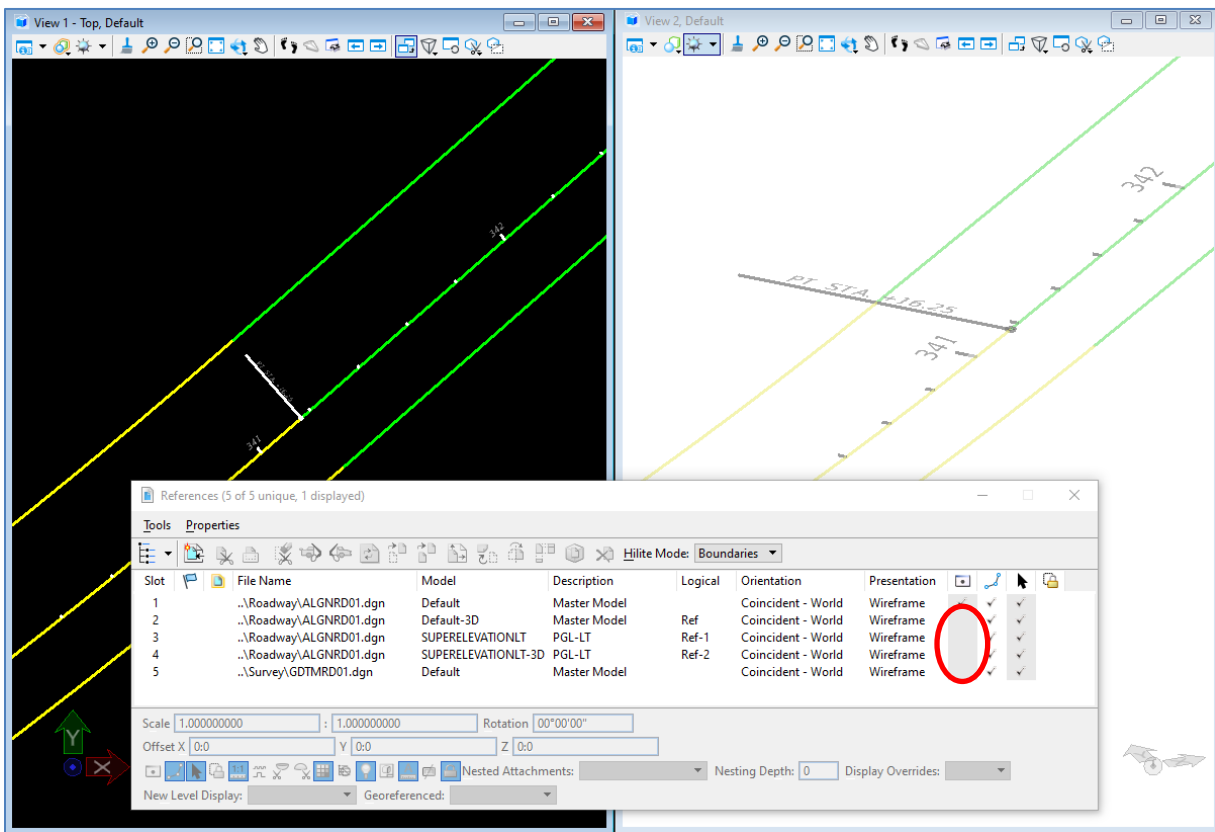 View 1 - Top, Default
View 2, Default
342
341
342
PT STA. +16.25
341
References (5 of 5 unique, 1 displayed)
Tools Properties
Hilite Mode: Boundaries
Slot File Name Model Description Logical Orientation Presentation
1 ..\Roadway\ALGNRD01.dgn Default Master Model Coincident - World Wireframe
2 ..\Roadway\ALGNRD01.dgn Default-3D Master Model Ref Coincident - World Wireframe
3 ..\Roadway\ALGNRD01.dgn SUPERELEVATIONLT PGL-LT Ref-1 Coincident - World Wireframe
4 ..\Roadway\ALGNRD01.dgn SUPERELEVATIONLT-3D PGL-LT Ref-2 Coincident - World Wireframe
5 ..\Survey\GDTMRD01.dgn Default Master Model Coincident - World Wireframe
Scale 1.000000000 : 1.000000000 Rotation 00°00'00"
Offset X 0:0 Y 0:0 Z 0:0
1:1 Nested Attachments: Nesting Depth: 0 Display Overrides:
New Level Display: Georeferenced:
Y
X